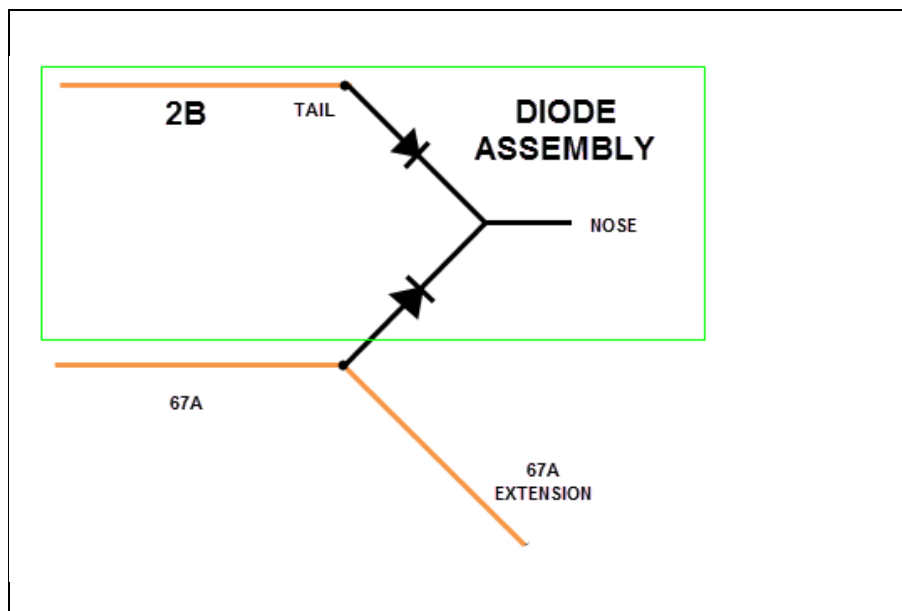 2B
TAIL
DIODE
ASSEMBLY
NOSE
67A
67A
EXTENSION